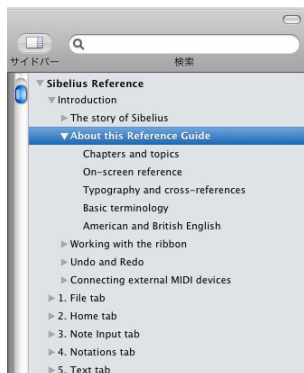 サイドバー 検索
Sibelius Reference
Introduction
The story of Sibelius
About this Reference Guide
Chapters and topics
On-screen reference
Typography and cross-references
Basic terminology
American and British English
Working with the ribbon
Undo and Redo
Connecting external MIDI devices
1. File tab
2. Home tab
3. Note Input tab
4. Notations tab
5. Text tab